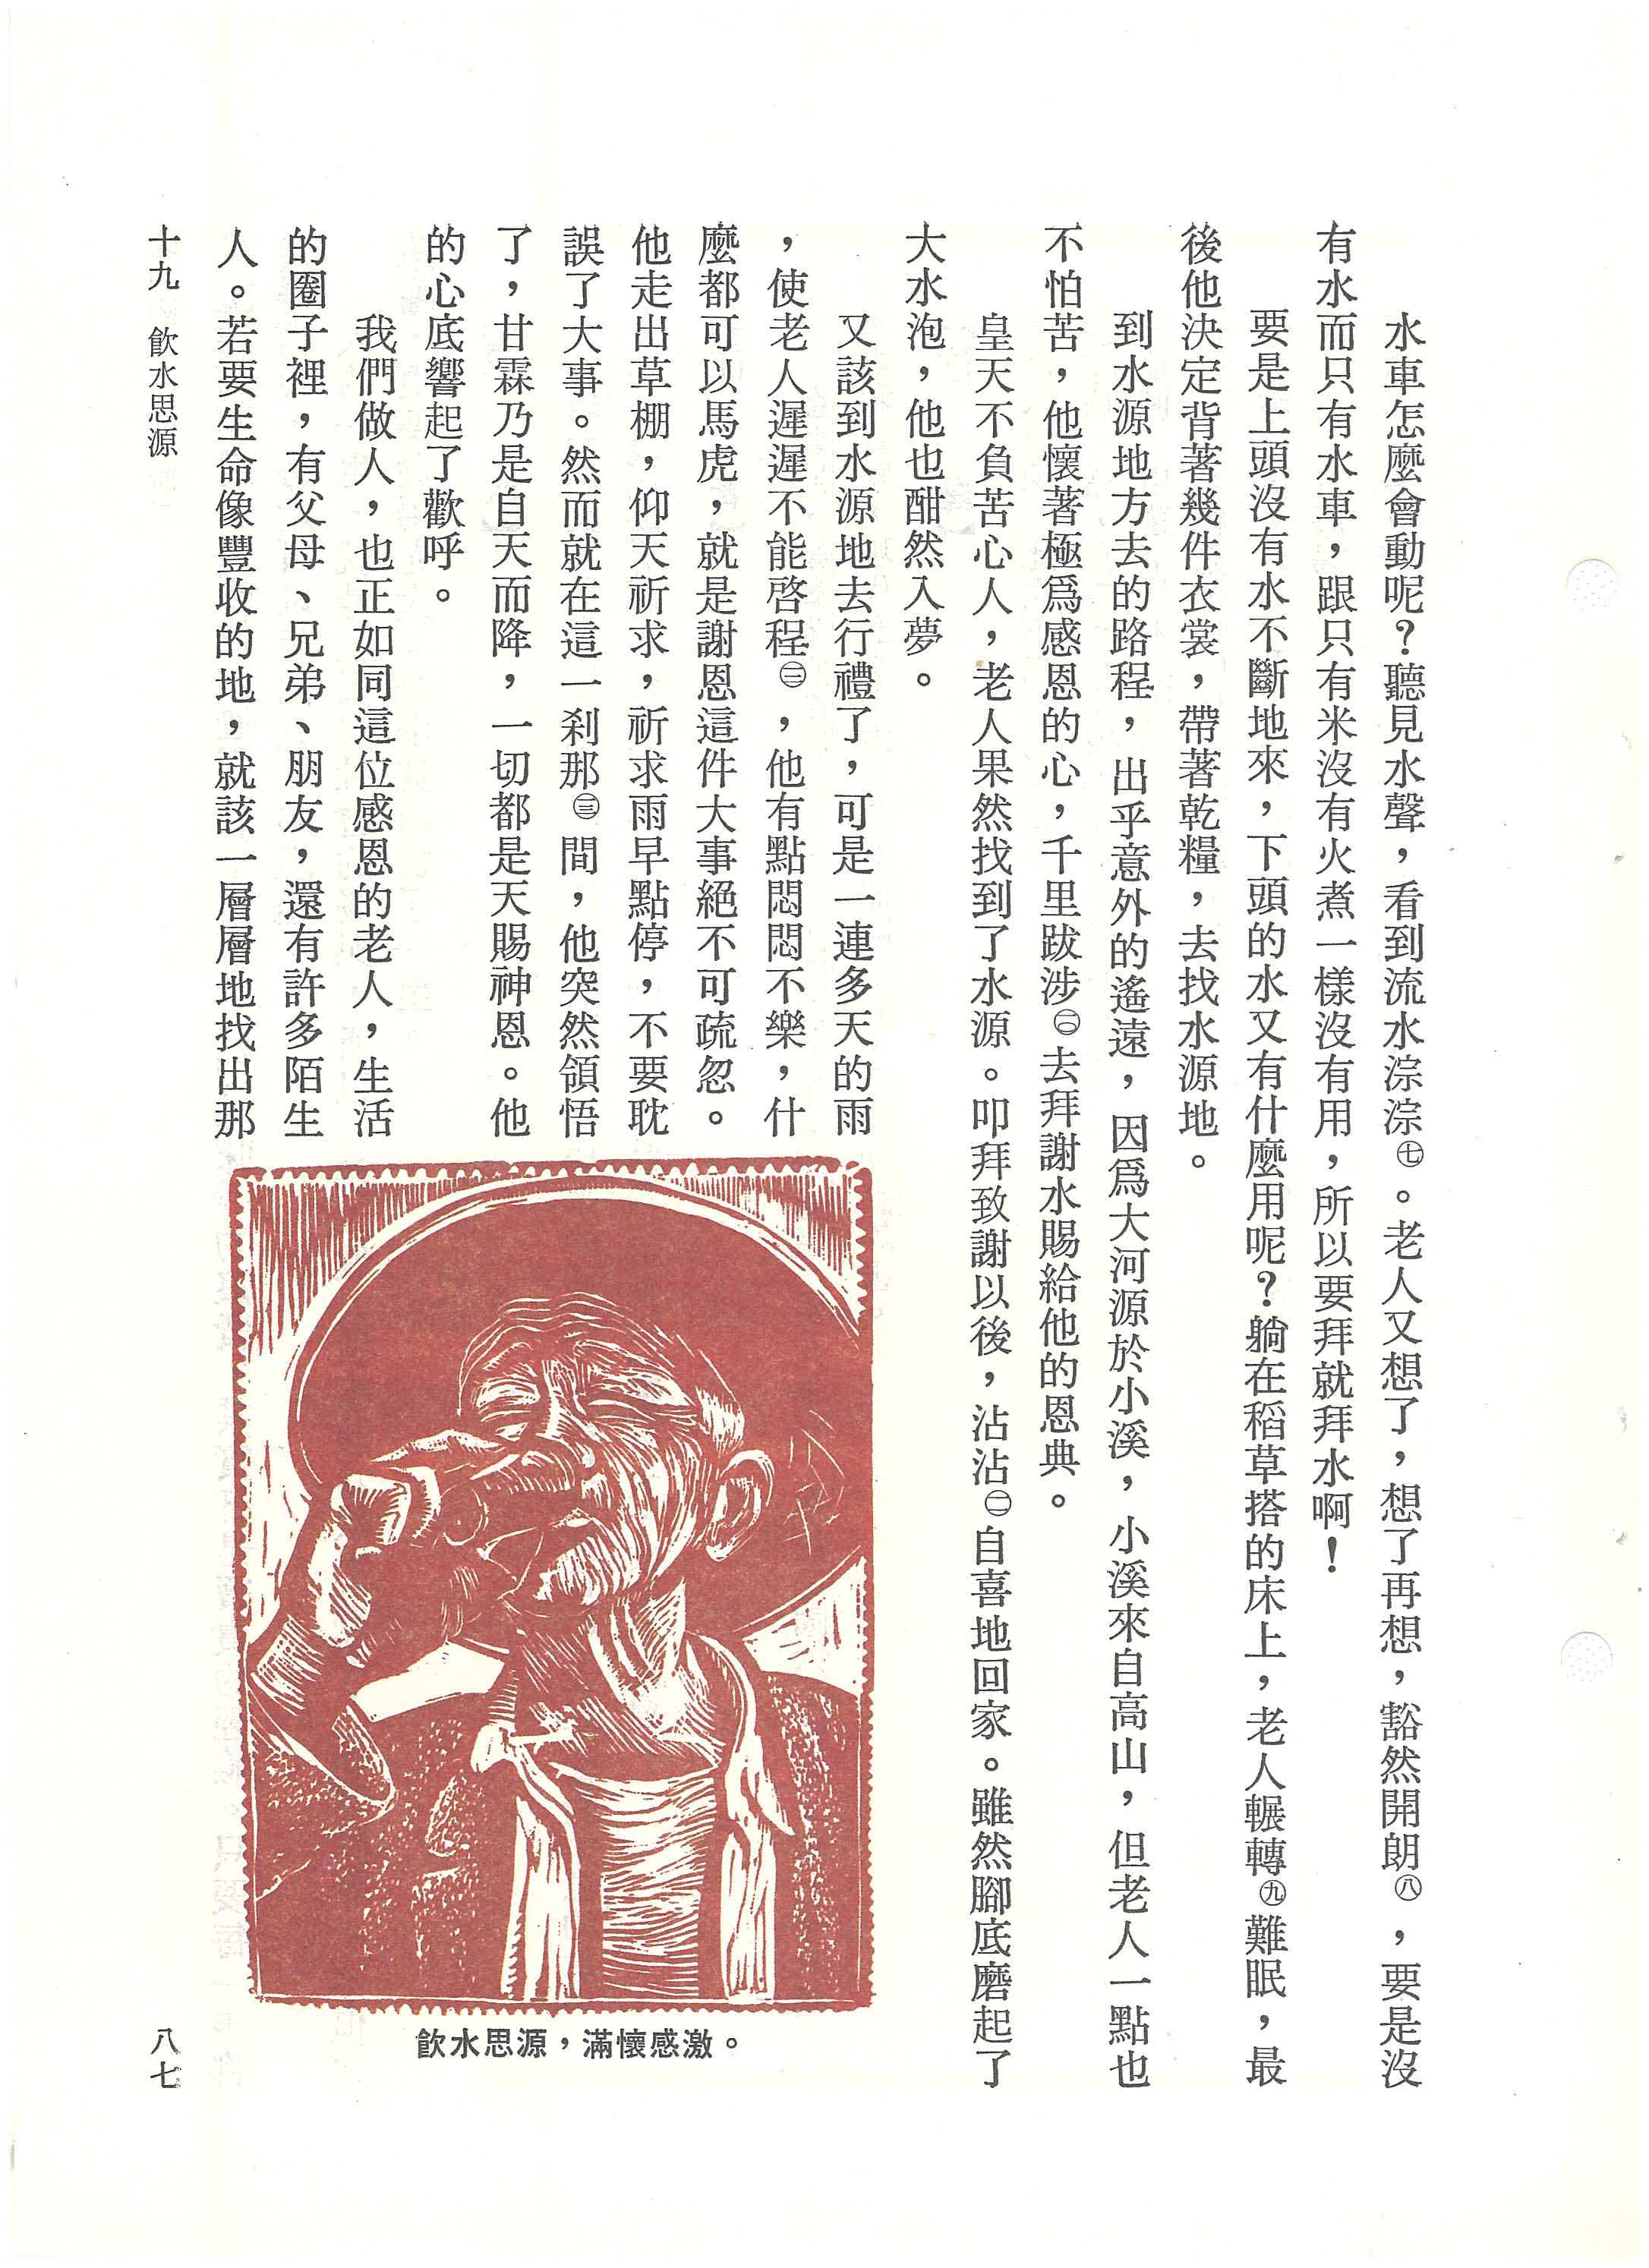 水車怎麼會動呢？聽見水聲，看到流水淙淙㊆。老人又想了，想了再想，豁然開朗㊇，要是沒
有水而只有水車，跟只有米沒有火煮一樣沒有用，所以要拜就拜水啊！
要是上頭沒有水不斷地來，下頭的水又有什麼用呢？躺在稻草搭的床上，老人輾轉㊈難眠，最
後他決定背著幾件衣裳，帶著乾糧，去找水源地。
到水源地方去的路程，出乎意外的遙遠，因爲大河源於小溪，小溪來自高山，但老人一點也
不怕苦，他懷著極爲感恩的心，千里跋涉㊀〇去拜謝水賜給他的恩典。
皇天不負苦心人，老人果然找到了水源。叩拜致謝以後，沾沾㊀一自喜地回家。雖然腳底磨起了
大水泡，他也酣然入夢。
又該到水源地去行禮了，可是一連多天的雨
，使老人遲遲不能啓程㊀二，他有點悶悶不樂，什
麼都可以馬虎，就是謝恩這件大事絕不可疏忽。
他走出草棚，仰天祈求，祈求雨早點停，不要耽
誤了大事。然而就在這一剎那㊀三間，他突然領悟
了，甘霖乃是自天而降，一切都是天賜神恩。他
的心底響起了歡呼。
我們做人，也正如同這位感恩的老人，生活
的圈子裡，有父母、兄弟、朋友，還有許多陌生
人。若要生命像豐收的地，就該一層層地找出那
飲水思源，滿懷感激。
十九　飲水思源
八七